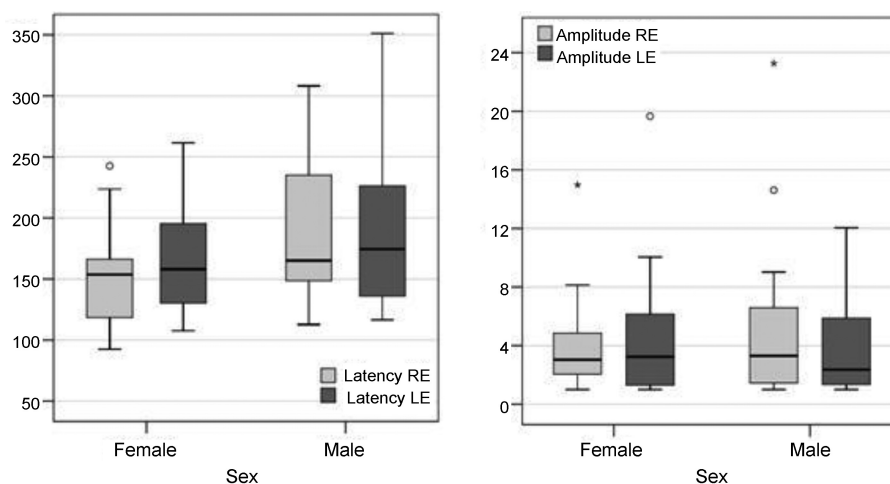 350
300
250
200
150
100
50
Latency RE
Latency LE
Female
Male
Sex
Amplitude RE
Amplitude LE
24
20
16
12
8
4
0
Female
Male
Sex